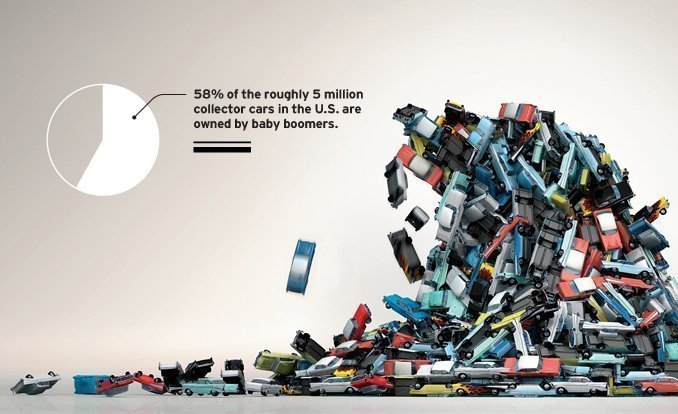 58% of the roughly 5 million
collector cars in the U.S. are
owned by baby boomers.